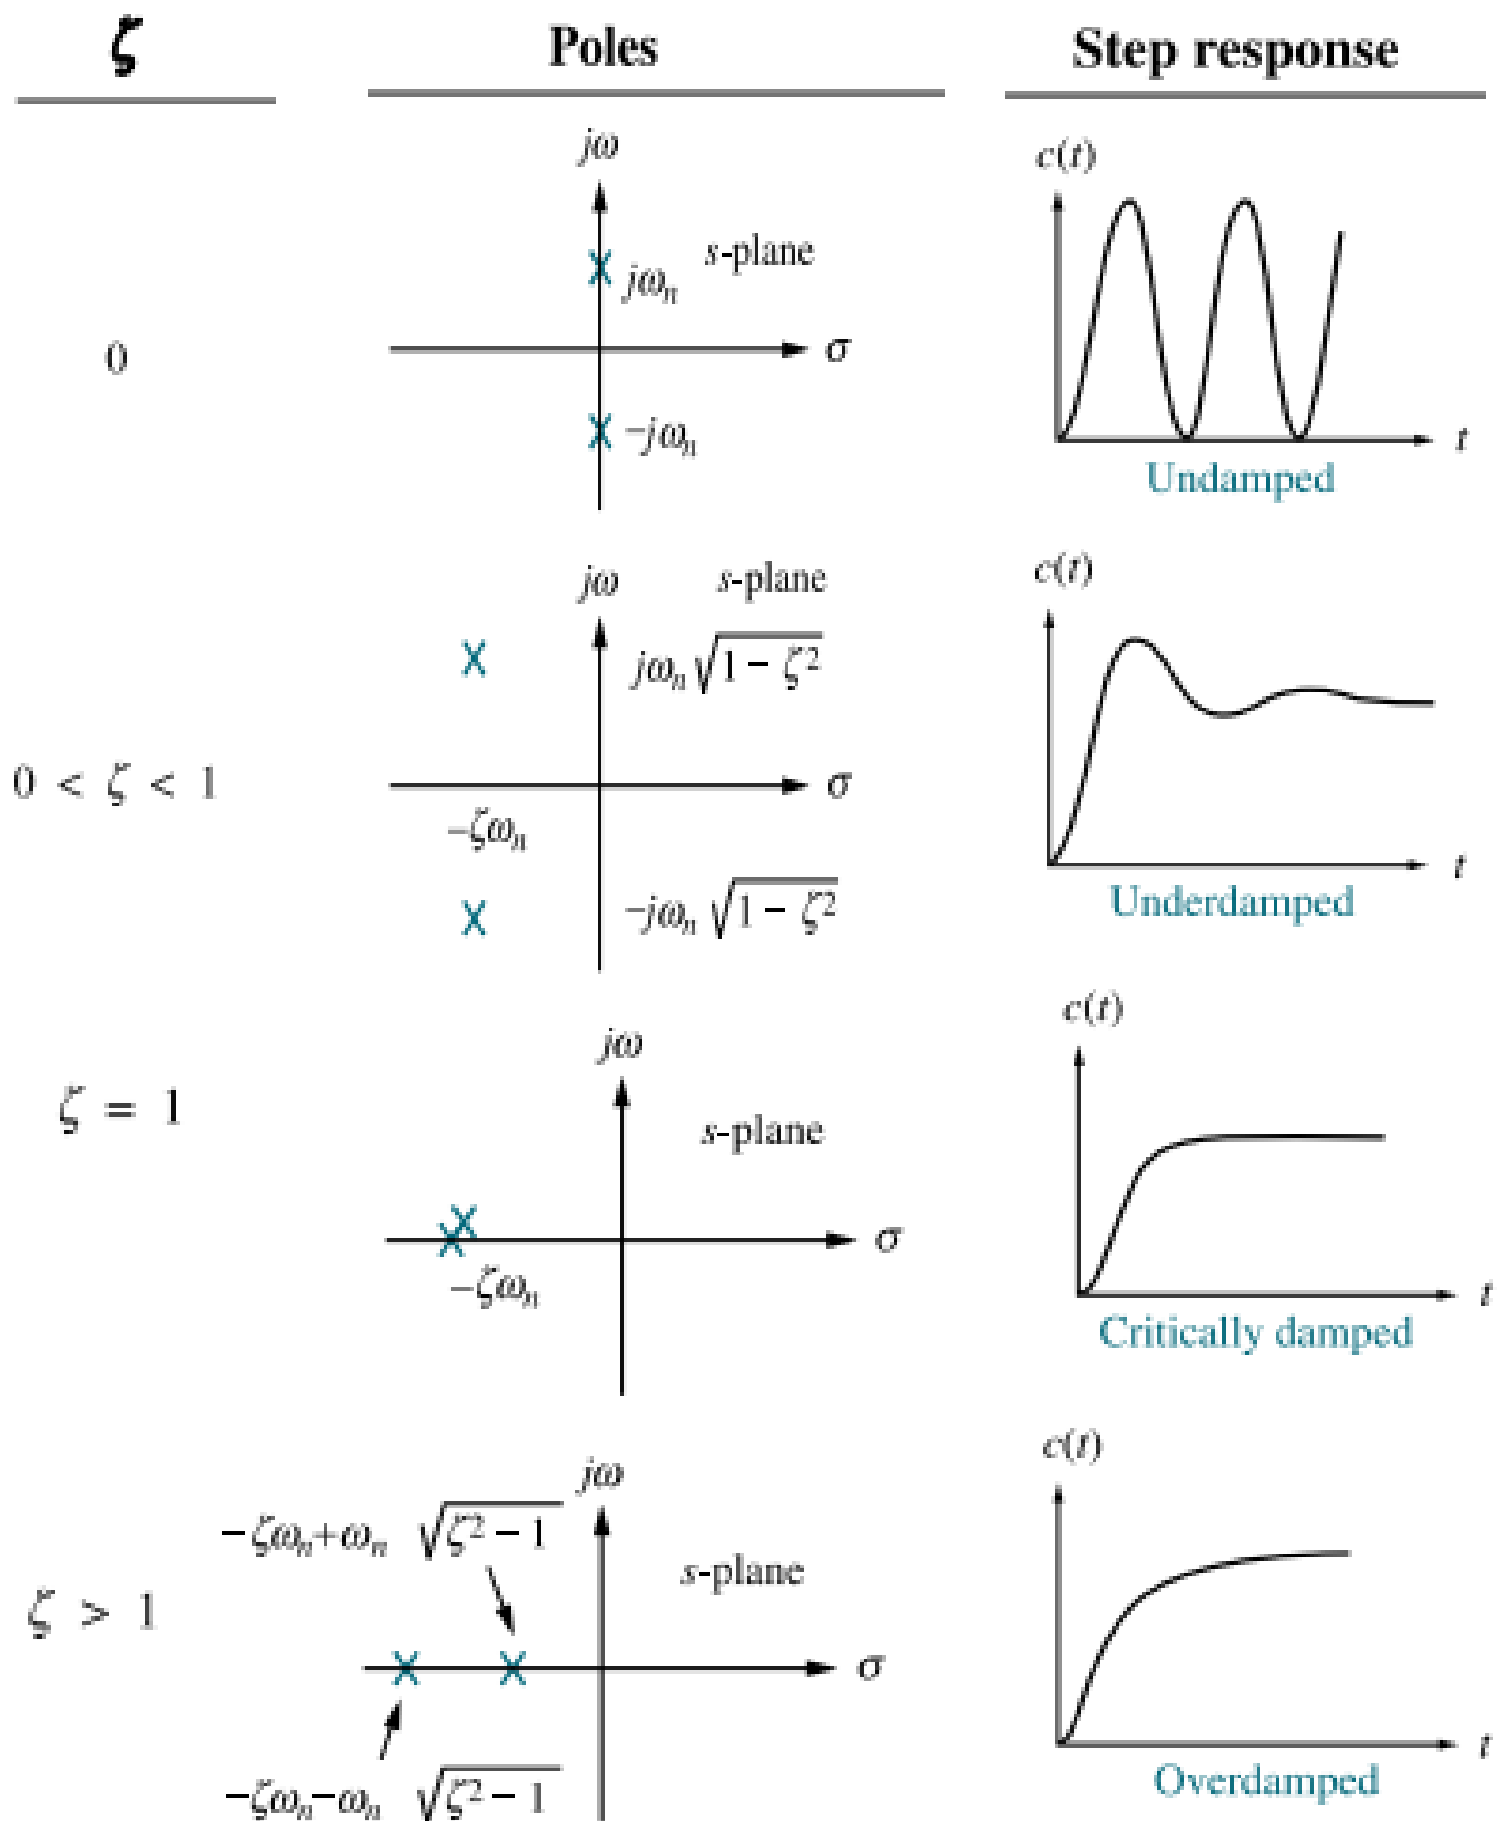 ζ
Poles
Step response
0
jω
s-plane
jωn
σ
−jωn
c(t)
t
Undamped
0 < ζ < 1
jω
s-plane
jωn√1 − ζ²
σ
−ζωn
−jωn√1 − ζ²
c(t)
t
Underdamped
ζ = 1
jω
s-plane
σ
−ζωn
c(t)
t
Critically damped
ζ > 1
jω
−ζωn+ωn √ζ² − 1
s-plane
σ
−ζωn−ωn √ζ² − 1
c(t)
t
Overdamped